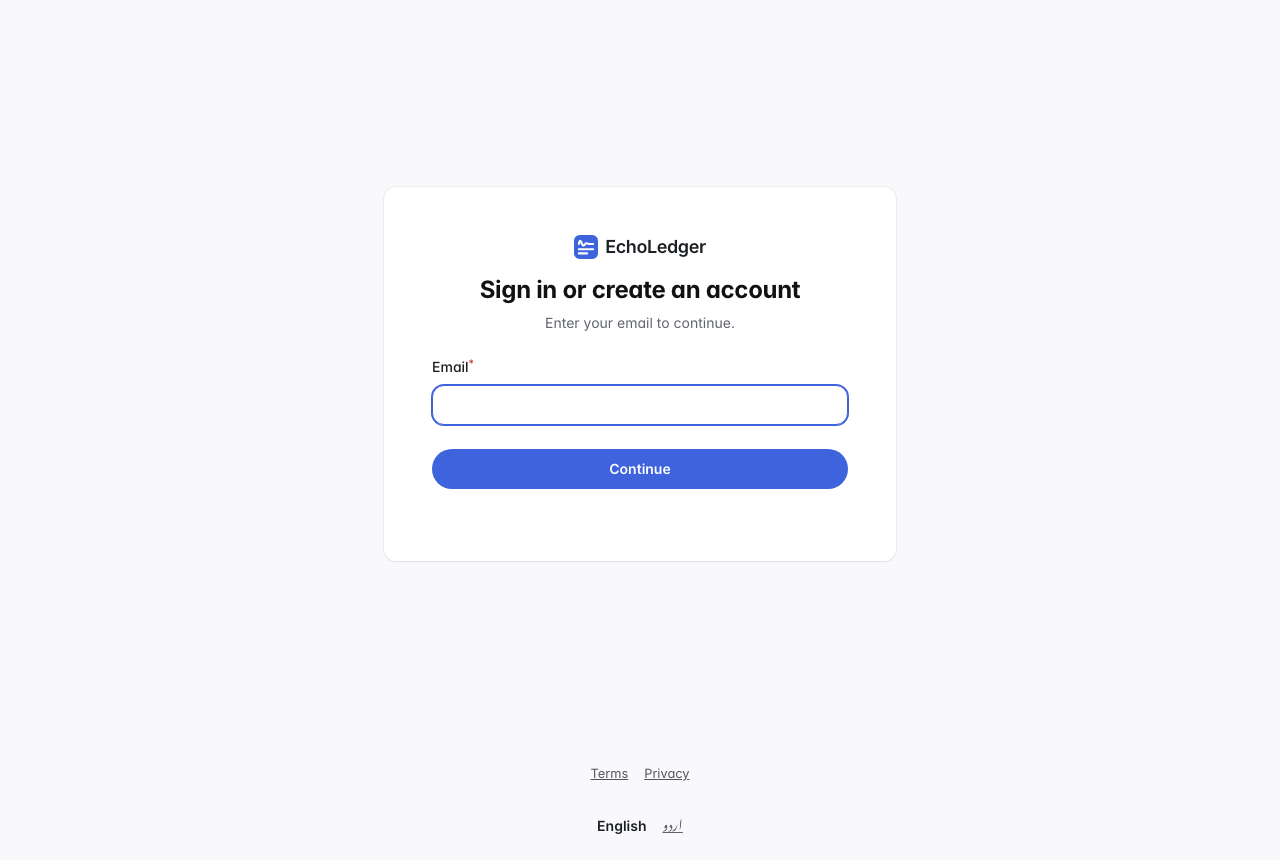 EchoLedger
Sign in or create an account
Enter your email to continue.
Email*
Continue
Terms Privacy
English اردو